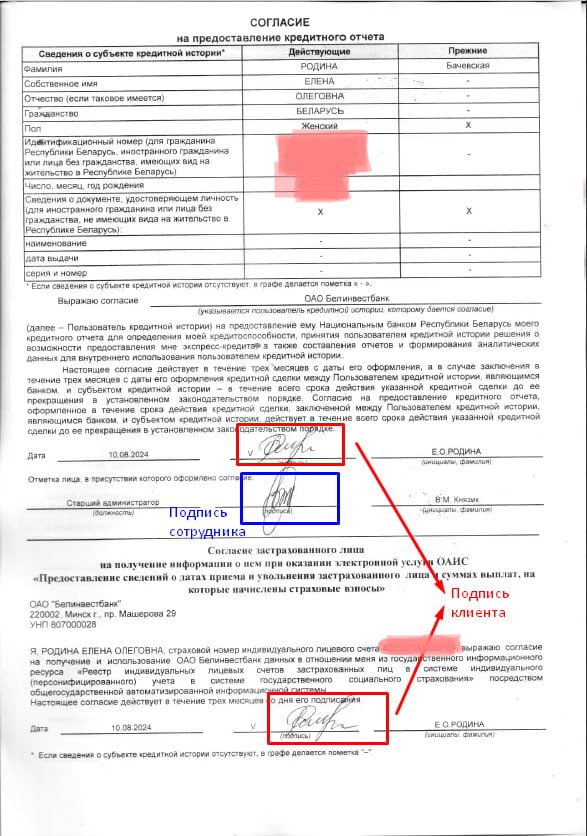 СОГЛАСИЕ
на предоставление кредитного отчета
Сведения о субъекте кредитной истории* Действующие Прежние
Фамилия РОДИНА Бачевская
Собственное имя ЕЛЕНА -
Отчество (если таковое имеется) ОЛЕГОВНА -
Гражданство БЕЛАРУСЬ -
Пол Женский X
Идентификационный номер (для гражданина
Республики Беларусь, иностранного гражданина
или лица без гражданства, имеющих вид на
жительство в Республике Беларусь) -
Число, месяц, год рождения -
Сведения о документе, удостоверяющем личность
(для иностранного гражданина или лица без
гражданства, не имеющих вида на жительство в
Республике Беларусь): X X
наименование - -
дата выдачи - -
серия и номер - -
* Если сведения о субъекте кредитной истории отсутствуют, в графе делается пометка « - ».
Выражаю согласие ОАО Белинвестбанк
(указывается пользователь кредитной истории, которому дается согласие)
(далее – Пользователь кредитной истории) на предоставление ему Национальным банком Республики Беларусь моего
кредитного отчета для определения моей кредитоспособности, принятия пользователем кредитной истории решения о
возможности предоставления мне экспресс-кредита, а также составления отчетов и формирования аналитических
данных для внутреннего использования пользователем кредитной истории.
Настоящее согласие действует в течение трех месяцев с даты его оформления, а в случае заключения в
течение трех месяцев с даты его оформления кредитной сделки между Пользователем кредитной истории, являющимся
банком, и субъектом кредитной истории – в течение всего срока действия указанной кредитной сделки до ее
прекращения в установленном законодательством порядке. Согласие на предоставление кредитного отчета,
оформленное в течение срока действия кредитной сделки, заключенной между Пользователем кредитной истории,
являющимся банком, и субъектом кредитной истории, действует в течение всего срока действия указанной кредитной
сделки до ее прекращения в установленном законодательством порядке.
Дата 10.08.2024 V Е.О.РОДИНА
(подпись) (инициалы, фамилия)
Отметка лица, в присутствии которого оформлено согласие:
Старший администратор В.М. Князик
(должность) (подпись) (инициалы, фамилия)
Подпись
сотрудника
Согласие застрахованного лица
на получение информации о нем при оказании электронной услуги ОАИС
«Предоставление сведений о датах приема и увольнения застрахованного лица и суммах выплат, на
которые начислены страховые взносы»
Подпись
клиента
ОАО "Белинвестбанк"
220002, Минск г., пр. Машерова 29
УНП 807000028
Я, РОДИНА ЕЛЕНА ОЛЕГОВНА, страховой номер индивидуального лицевого счета выражаю согласие
на получение и использование ОАО Белинвестбанк данных в отношении меня из государственного информационного
ресурса «Реестр индивидуальных лицевых счетов застрахованных лиц в системе индивидуального
(персонифицированного) учета в системе государственного социального страхования» посредством
общегосударственной автоматизированной информационной системы.
Настоящее согласие действует в течение трех месяцев со дня его подписания
Дата 10.08.2024 V Е.О.РОДИНА
(подпись) (инициалы, фамилия)
* Если сведения о субъекте кредитной истории отсутствуют, в графе делается пометка "–".